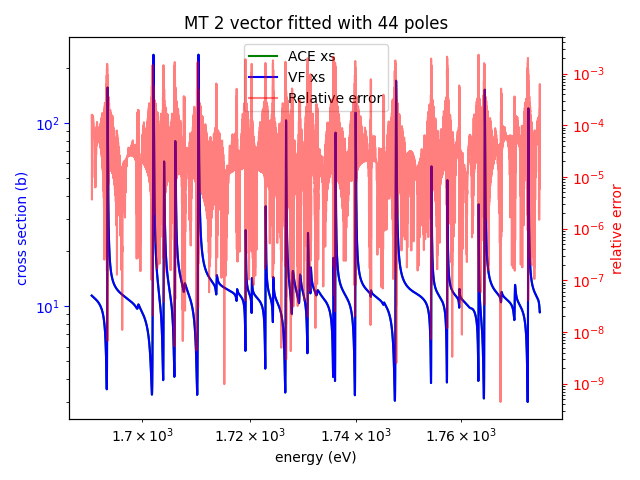 MT 2 vector fitted with 44 poles
ACE xs
VF xs
Relative error
cross section (b)
10²
10¹
relative error
10⁻³
10⁻⁴
10⁻⁵
10⁻⁶
10⁻⁷
10⁻⁸
10⁻⁹
1.7 × 10³
1.72 × 10³
1.74 × 10³
1.76 × 10³
energy (eV)